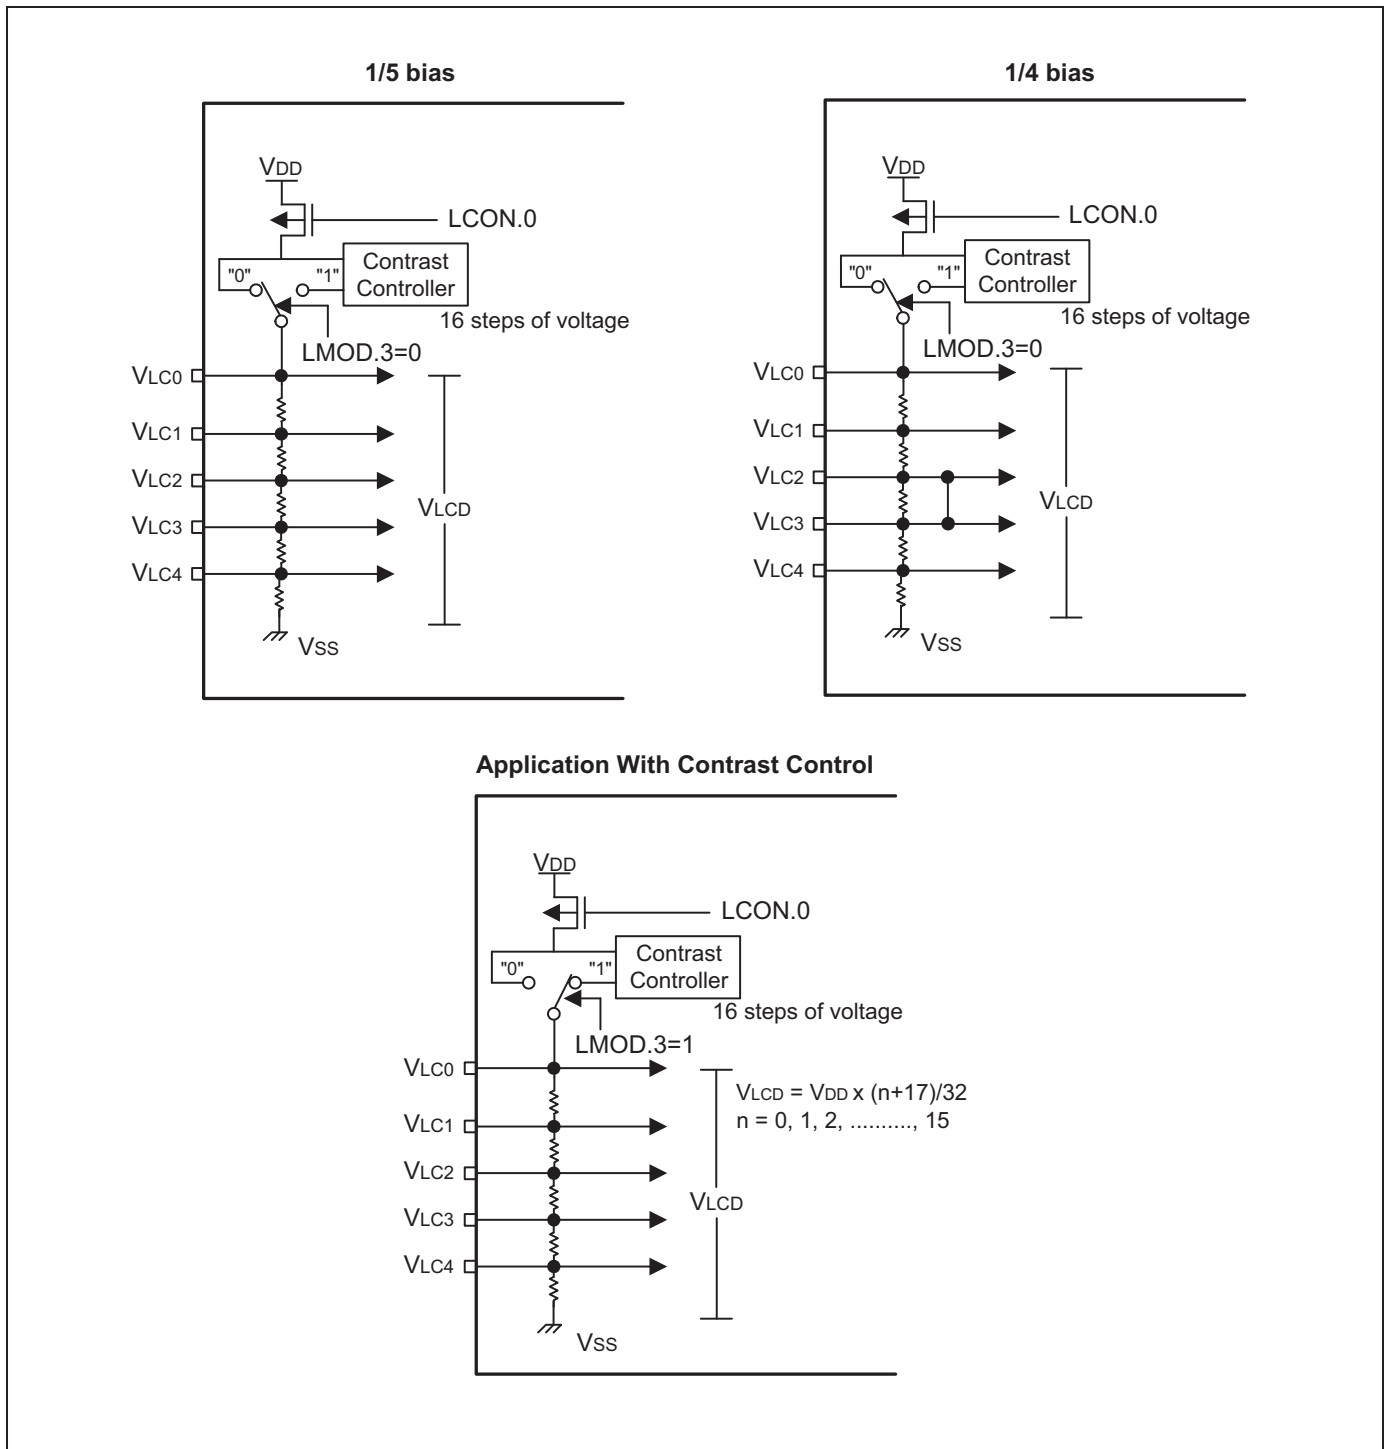 1/5 bias
VDD
LCON.0
"0"
"1"
Contrast
Controller
16 steps of voltage
LMOD.3=0
VLC0
VLC1
VLC2
VLC3
VLC4
VLCD
VSS
1/4 bias
VDD
LCON.0
"0"
"1"
Contrast
Controller
16 steps of voltage
LMOD.3=0
VLC0
VLC1
VLC2
VLC3
VLC4
VLCD
VSS
Application With Contrast Control
VDD
LCON.0
"0"
"1"
Contrast
Controller
16 steps of voltage
LMOD.3=1
VLC0
VLC1
VLC2
VLC3
VLC4
VLCD = VDD x (n+17)/32
n = 0, 1, 2, .........., 15
VLCD
VSS